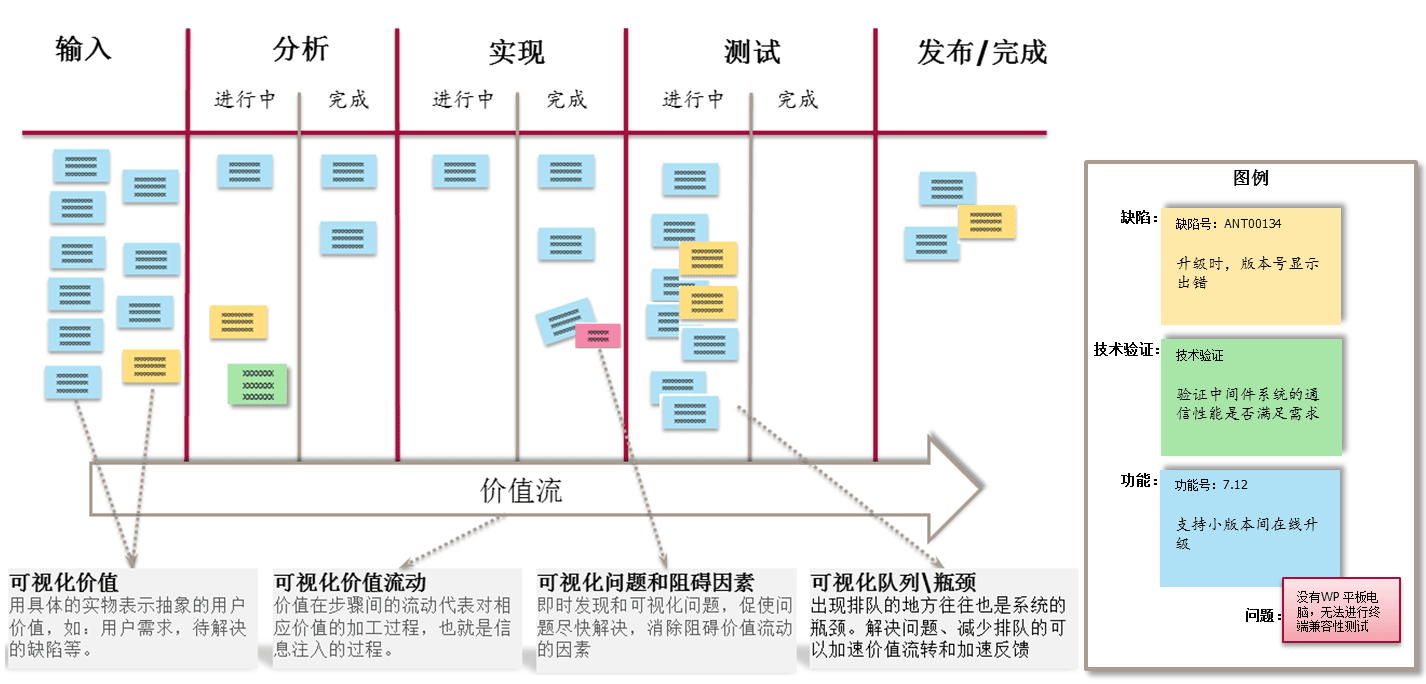 输入
分析
实现
测试
发布/完成
进行中
完成
进行中
完成
进行中
完成
价值流
可视化价值
用具体的实物表示抽象的用户
价值，如：用户需求，待解决
的缺陷等。
可视化价值流动
价值在步骤间的流动代表对相
应价值的加工过程，也就是信
息注入的过程。
可视化问题和阻碍因素
即时发现和可视化问题，促使问
题尽快解决，消除阻碍价值流动
的因素
可视化队列\瓶颈
出现排队的地方往往也是系统的
瓶颈。解决问题、减少排队的可
以加速价值流转和加速反馈
图例
缺陷：
缺陷号：ANT00134
升级时，版本号显示
出错
技术验证：
技术验证
验证中间件系统的通
信性能是否满足需求
功能：
功能号：7.12
支持小版本间在线升
级
问题：
没有WP 平板电
脑，无法进行终
端兼容性测试